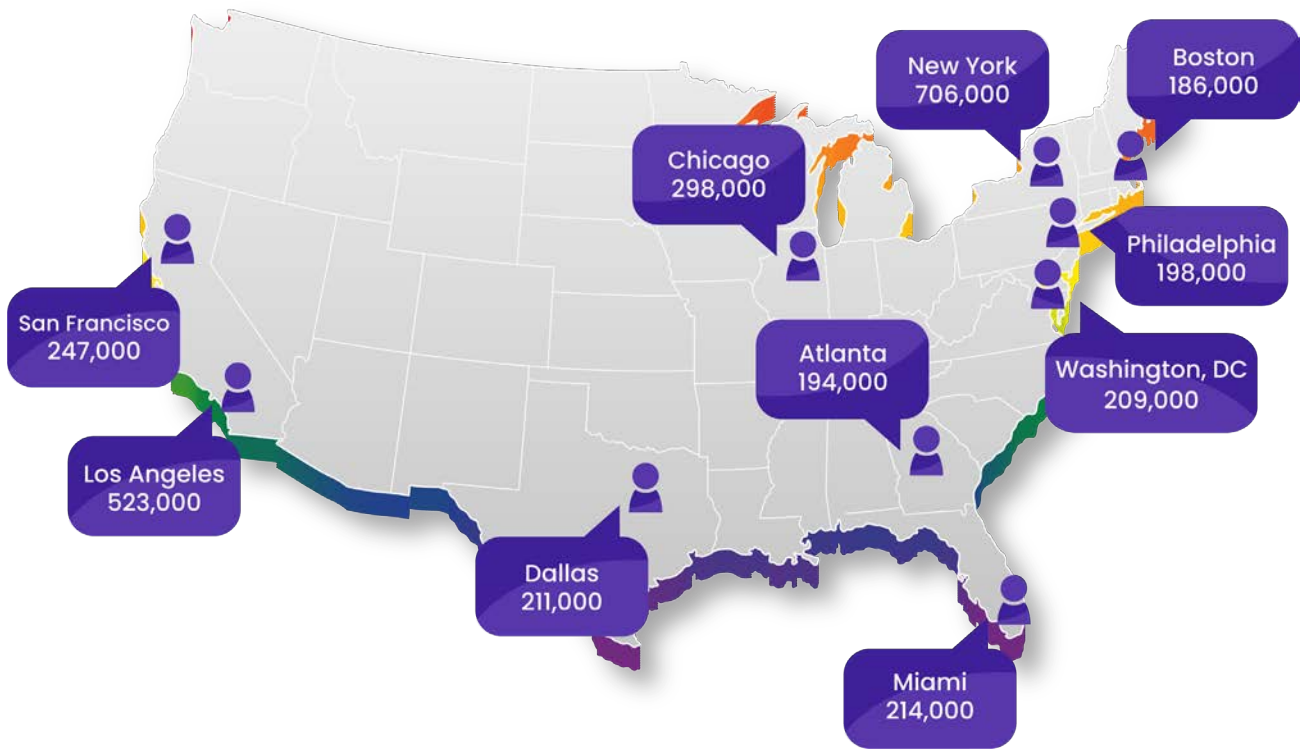 New York
706,000
Boston
186,000
Chicago
298,000
Philadelphia
198,000
San Francisco
247,000
Atlanta
194,000
Washington, DC
209,000
Los Angeles
523,000
Dallas
211,000
Miami
214,000